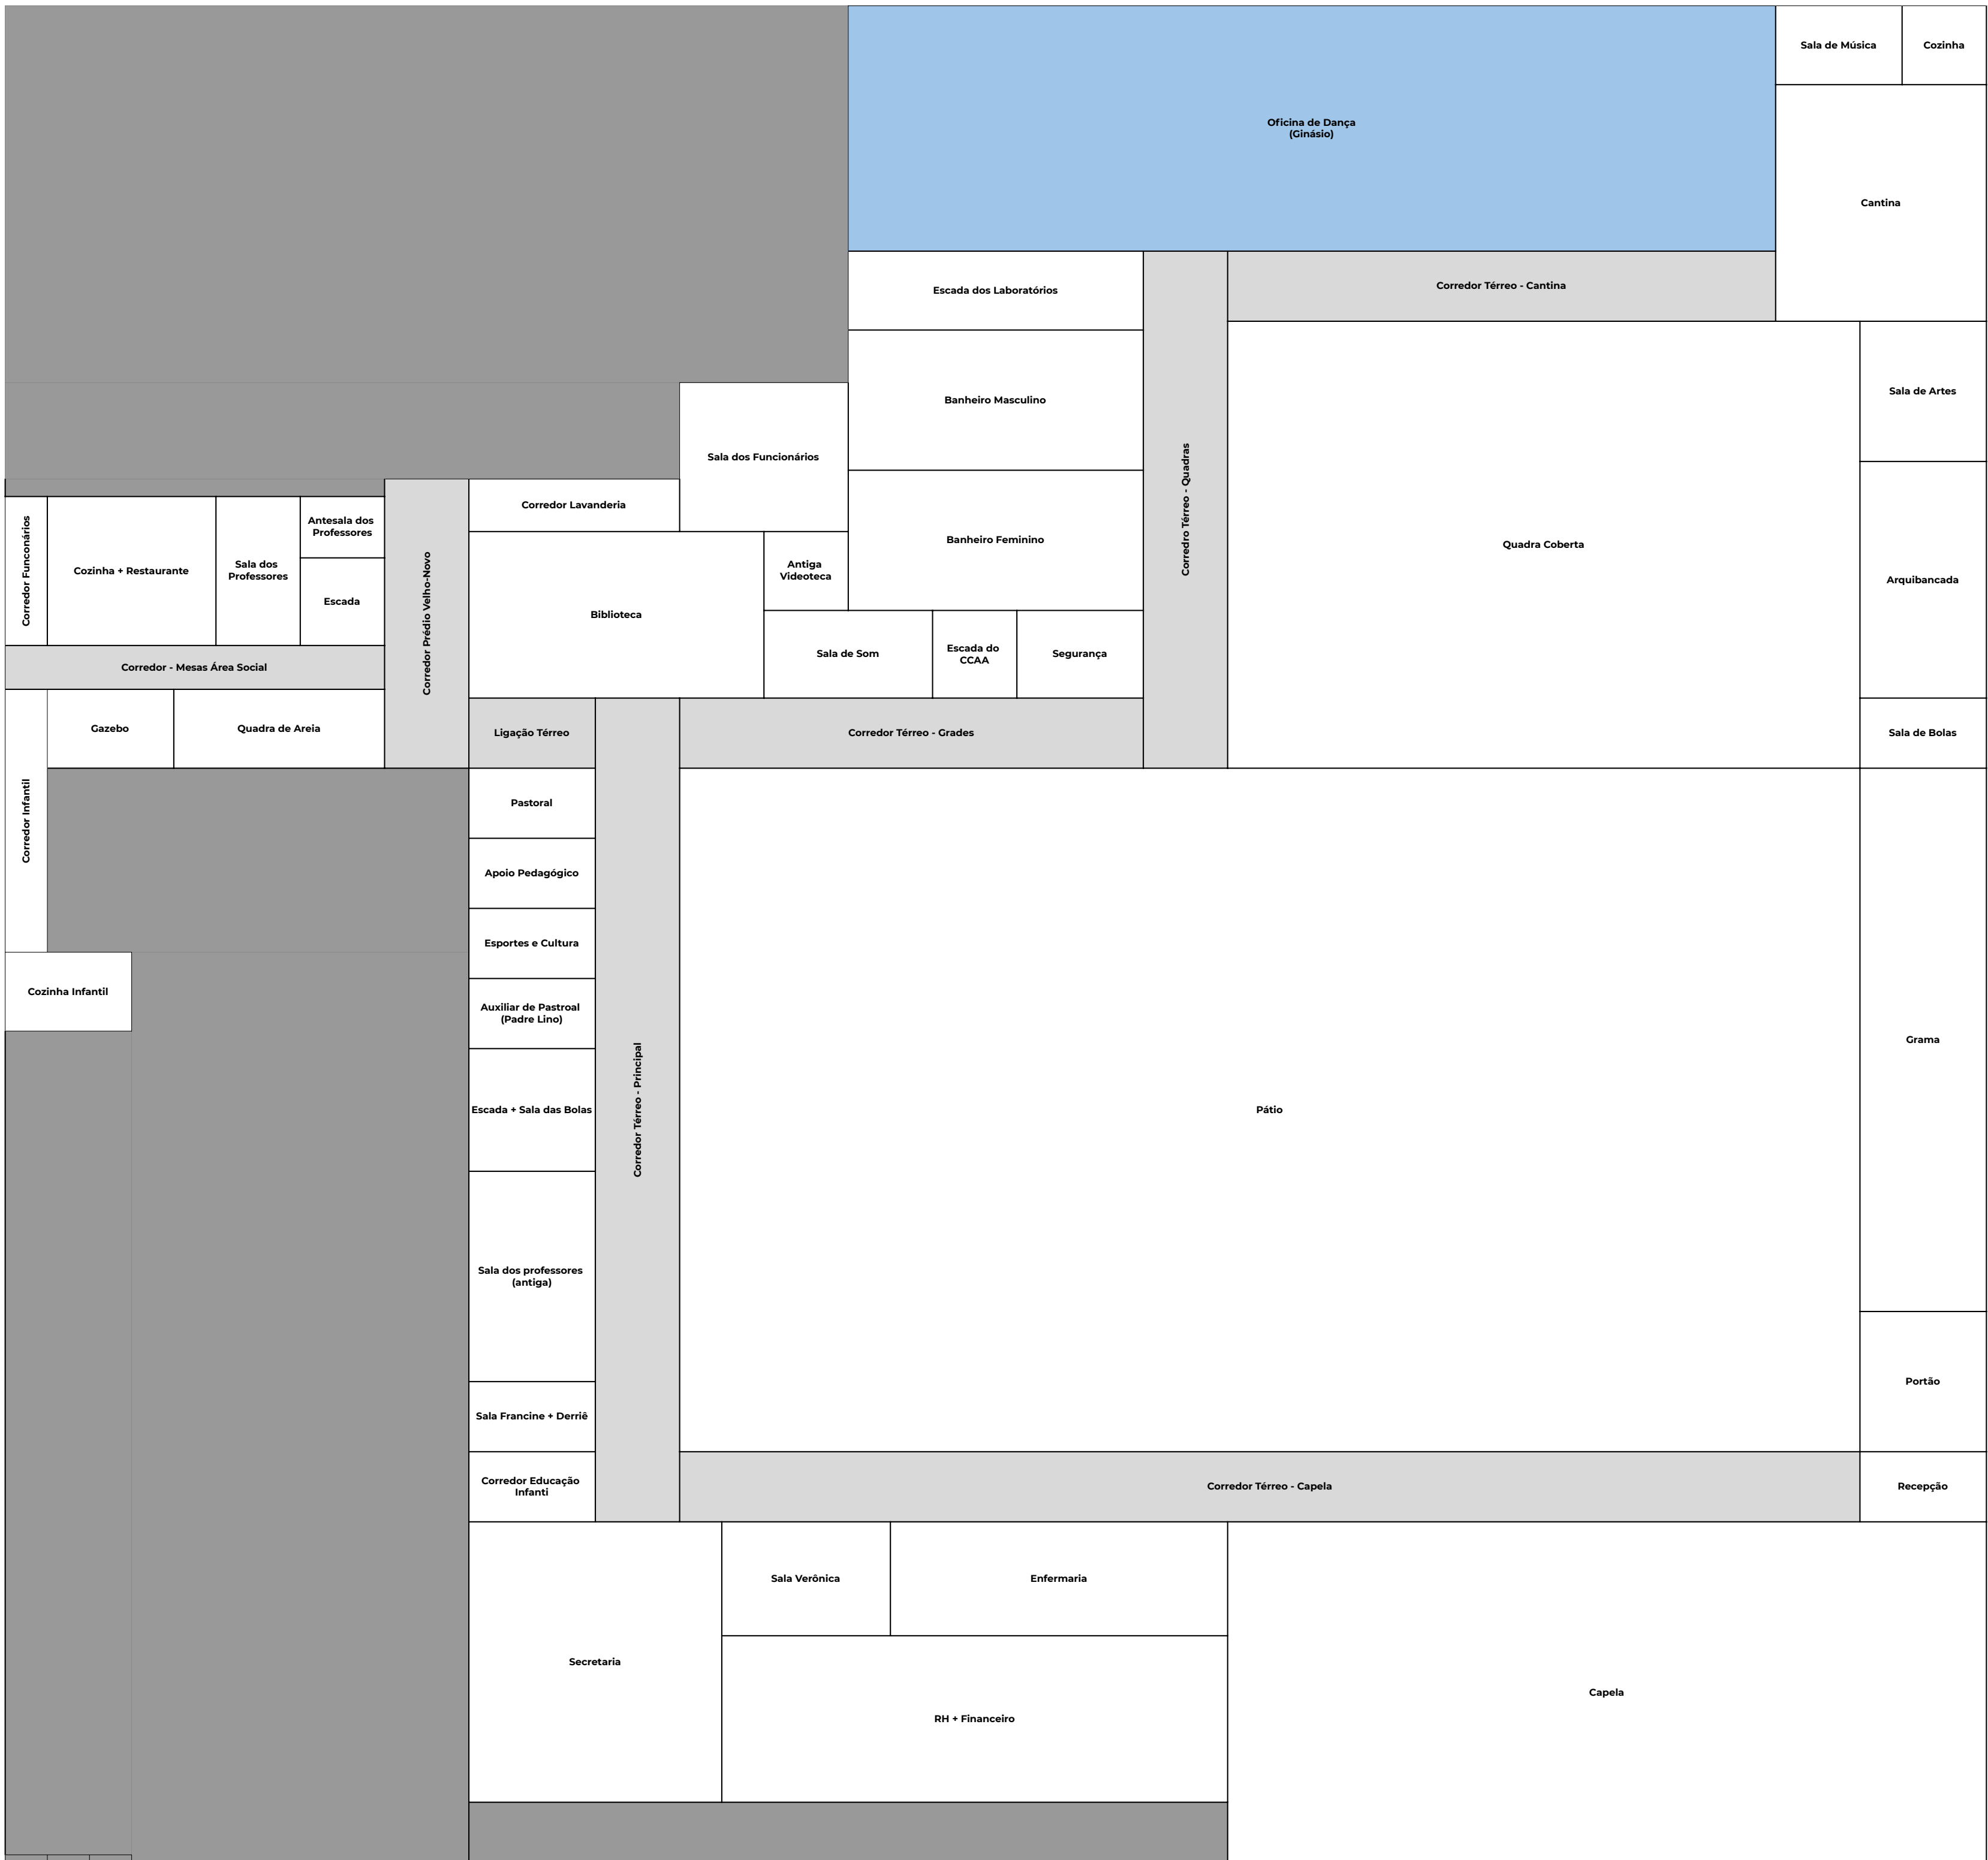 Sala de Música
Cozinha
Oficina de Dança
(Ginásio)
Cantina
Escada dos Laboratórios
Corredor Térreo - Cantina
Banheiro Masculino
Sala de Artes
Sala dos Funcionários
Corredro Térreo - Quadras
Corredor Lavanderia
Banheiro Feminino
Quadra Coberta
Arquibancada
Corredor Funconários
Cozinha + Restaurante
Sala dos
Professores
Antesala dos
Professores
Escada
Corredor Prédio Velho-Novo
Biblioteca
Antiga
Videoteca
Sala de Som
Escada do
CCAA
Segurança
Corredor - Mesas Área Social
Gazebo
Quadra de Areia
Ligação Térreo
Corredor Térreo - Grades
Sala de Bolas
Corredor Infantil
Pastoral
Apoio Pedagógico
Esportes e Cultura
Cozinha Infantil
Auxiliar de Pastroal
(Padre Lino)
Corredor Térreo - Principal
Grama
Escada + Sala das Bolas
Pátio
Sala dos professores
(antiga)
Portão
Sala Francine + Derriê
Corredor Educação
Infanti
Corredor Térreo - Capela
Recepção
Sala Verônica
Enfermaria
Secretaria
Capela
RH + Financeiro